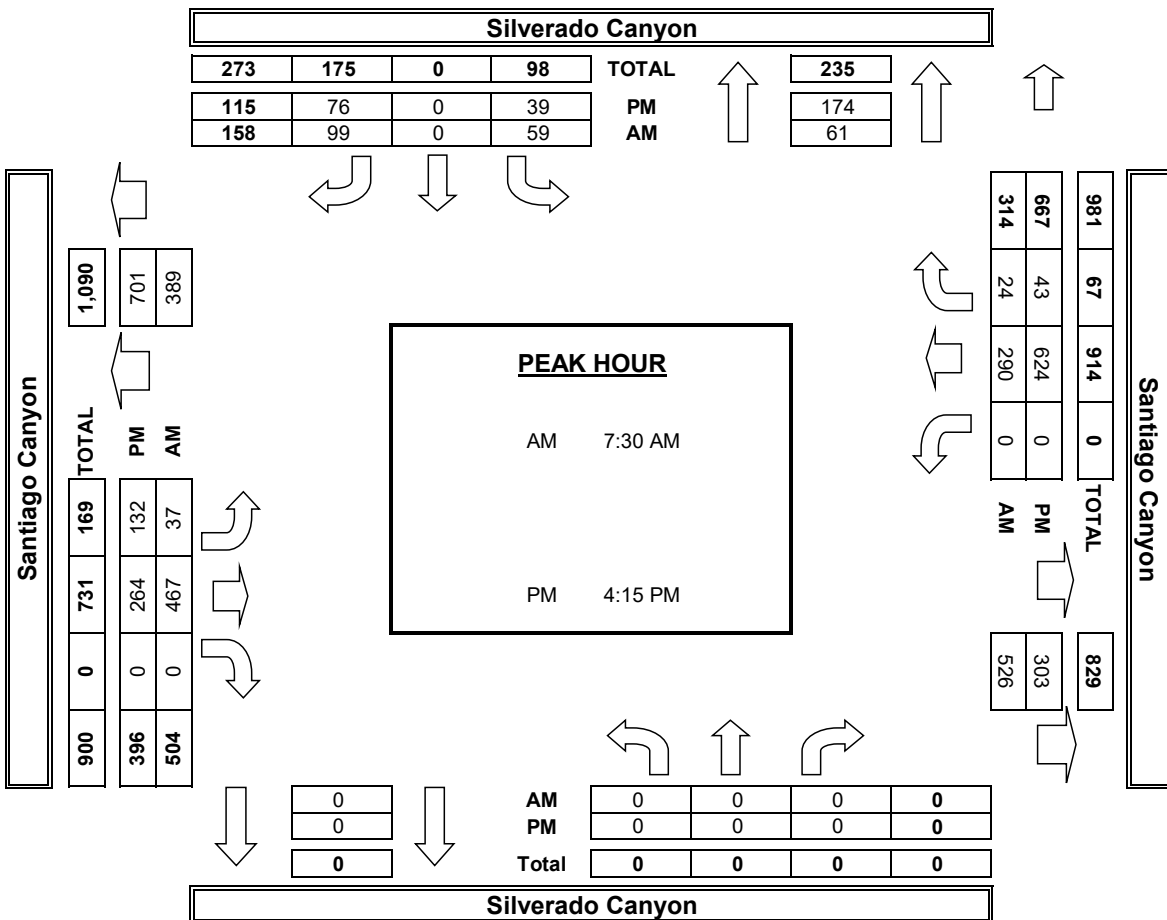 Silverado Canyon
273 175 0 98 TOTAL 235
115 76 0 39 PM 174
158 99 0 59 AM 61
Santiago Canyon
1,090
701
389
TOTAL
PM
AM
169 731 0 900
132 264 0 396
37 467 0 504
PEAK HOUR
AM 7:30 AM
PM 4:15 PM
981 67 914 0 TOTAL
667 43 624 0 PM
314 24 290 0 AM
829
303
526
Santiago Canyon
0 AM 0 0 0 0
0 PM 0 0 0 0
0 Total 0 0 0 0
Silverado Canyon